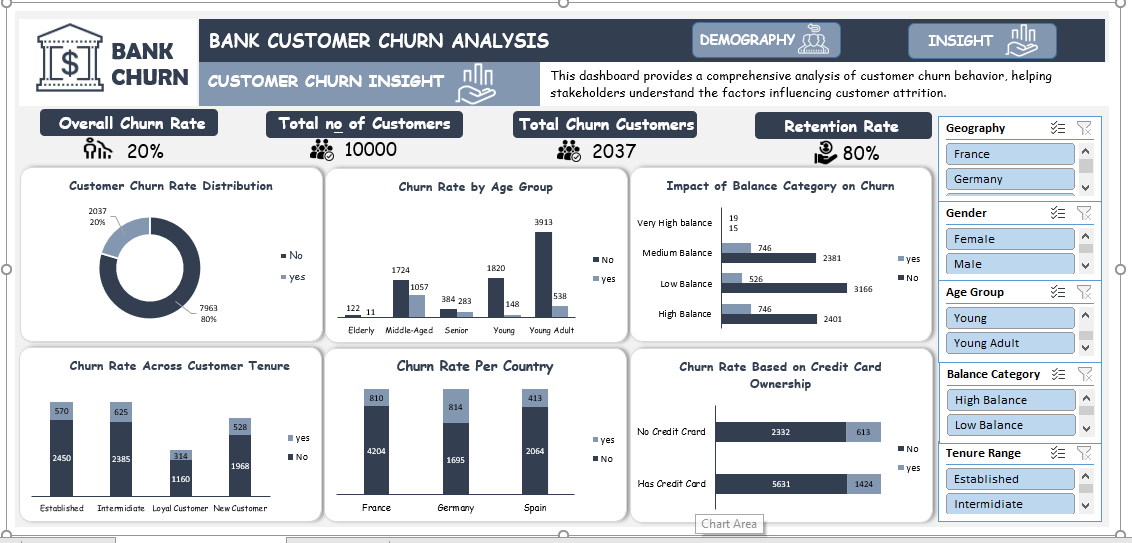 BANK
CHURN
BANK CUSTOMER CHURN ANALYSIS
DEMOGRAPHY
INSIGHT
CUSTOMER CHURN INSIGHT
This dashboard provides a comprehensive analysis of customer churn behavior, helping
stakeholders understand the factors influencing customer attrition.
Overall Churn Rate
20%
Total no of Customers
10000
Total Churn Customers
2037
Retention Rate
80%
Customer Churn Rate Distribution
2037
20%
7963
80%
No
yes
Churn Rate by Age Group
122
11
1724
1057
384
283
1820
148
3913
538
Elderly
Middle-Aged
Senior
Young
Young Adult
No
yes
Impact of Balance Category on Churn
Very High balance
19
15
Medium Balance
746
2381
Low Balance
526
3166
High Balance
746
2401
yes
No
Churn Rate Across Customer Tenure
570
2450
625
2385
314
1160
528
1968
Established
Intermidiate
Loyal Customer
New Customer
yes
No
Churn Rate Per Country
810
4204
814
1695
413
2064
France
Germany
Spain
yes
No
Churn Rate Based on Credit Card
Ownership
No Credit Crard
2332
613
Has Credit Card
5631
1424
No
yes
Chart Area
Geography
France
Germany
Gender
Female
Male
Age Group
Young
Young Adult
Balance Category
High Balance
Low Balance
Tenure Range
Established
Intermidiate